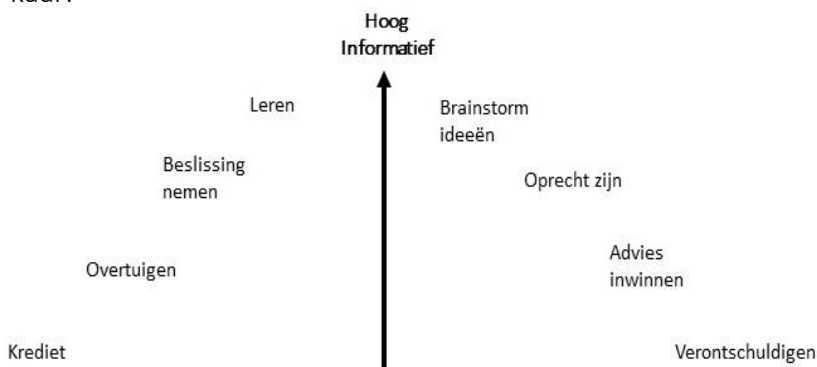 Hoog
Informatief
Leren
Brainstorm
ideeën
Beslissing
nemen
Oprecht zijn
Overtuigen
Advies
inwinnen
Krediet
Verontschuldigen